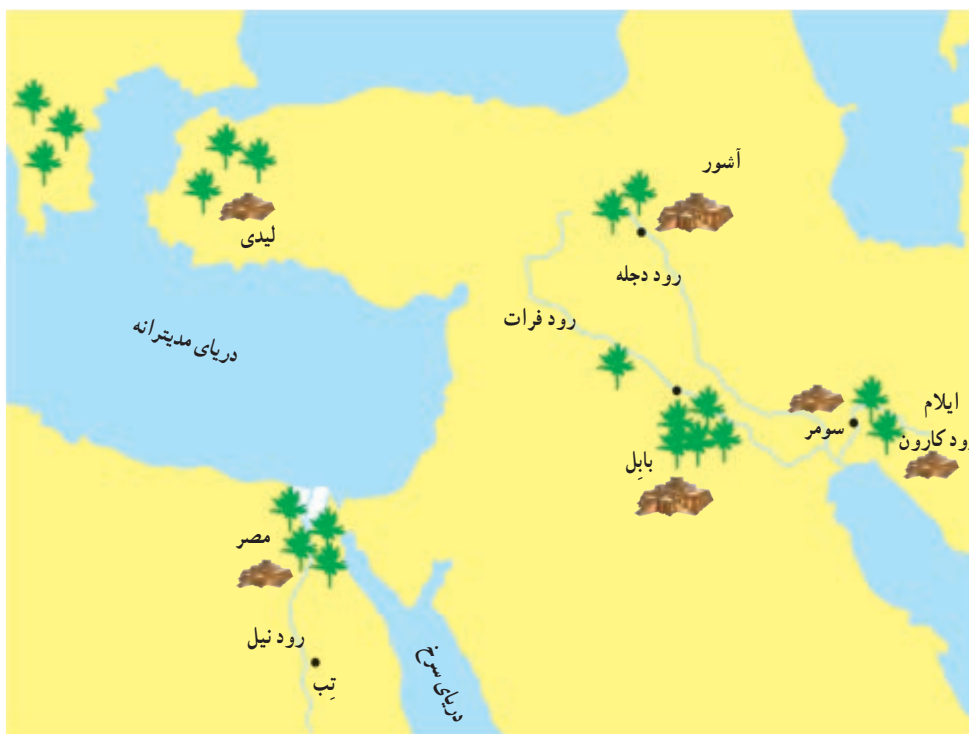 آشور
لیدی
رود دجله
رود فرات
دریای مدیترانه
ایلام
رود کارون
سومر
بابِل
مصر
رود نیل
تِب
دریای سرخ